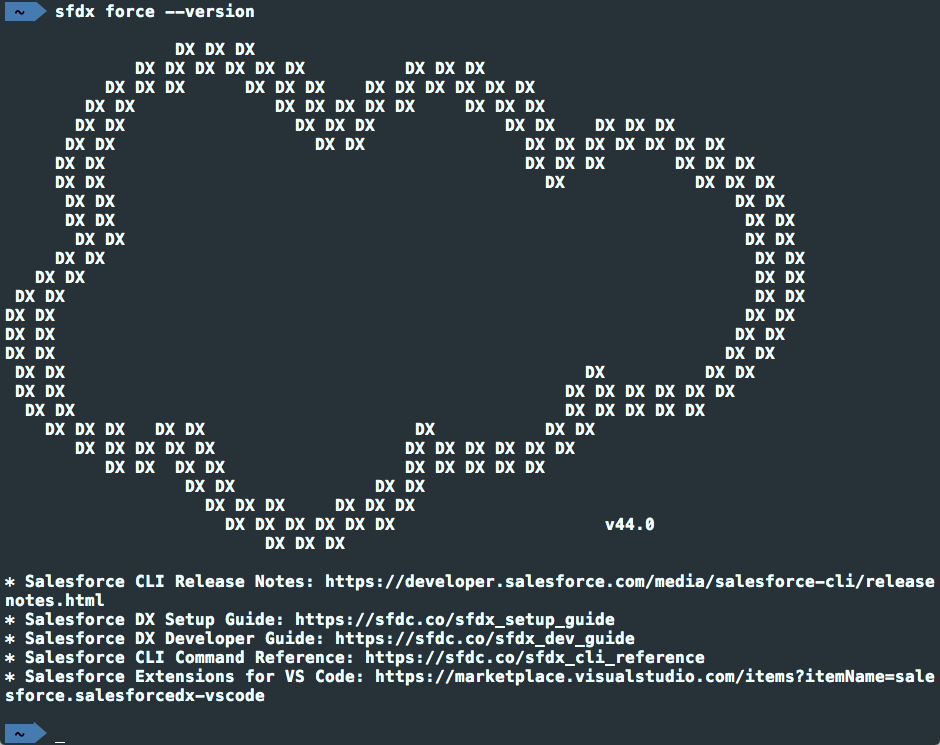 ~ sfdx force --version
DX DX DX
DX DX DX DX DX DX DX DX DX
DX DX DX DX DX DX DX DX DX DX DX DX
DX DX DX DX DX DX DX DX DX DX
DX DX DX DX DX DX DX DX DX DX
DX DX DX DX DX DX DX DX DX DX DX
DX DX DX DX DX DX DX DX
DX DX DX DX DX DX
DX DX DX DX
DX DX DX DX
DX DX DX DX
DX DX DX DX
DX DX DX DX
DX DX DX DX
DX DX DX DX
DX DX DX DX
DX DX DX DX
DX DX DX DX DX
DX DX DX DX DX DX DX DX
DX DX DX DX DX DX DX
DX DX DX DX DX DX DX DX
DX DX DX DX DX DX DX DX DX DX DX
DX DX DX DX DX DX DX DX DX
DX DX DX DX
DX DX DX DX DX DX
DX DX DX DX DX DX v44.0
DX DX DX
* Salesforce CLI Release Notes: https://developer.salesforce.com/media/salesforce-cli/release
notes.html
* Salesforce DX Setup Guide: https://sfdc.co/sfdx_setup_guide
* Salesforce DX Developer Guide: https://sfdc.co/sfdx_dev_guide
* Salesforce CLI Command Reference: https://sfdc.co/sfdx_cli_reference
* Salesforce Extensions for VS Code: https://marketplace.visualstudio.com/items?itemName=sale
sforce.salesforcedx-vscode
~ _